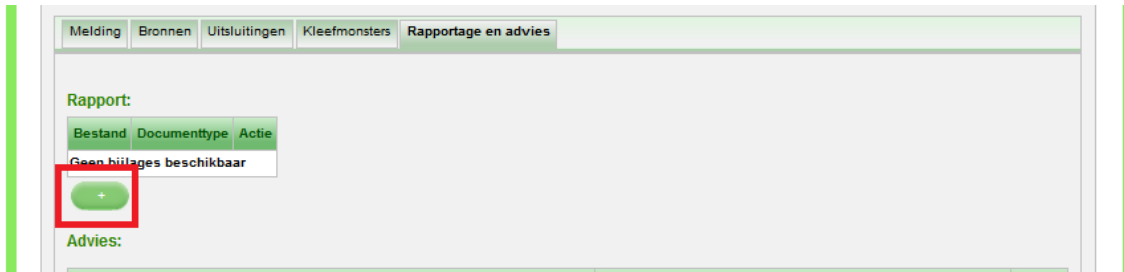 Melding Bronnen Uitsluitingen Kleefmonsters Rapportage en advies
Rapport:
Bestand Documenttype Actie
Geen bijlages beschikbaar
+
Advies: